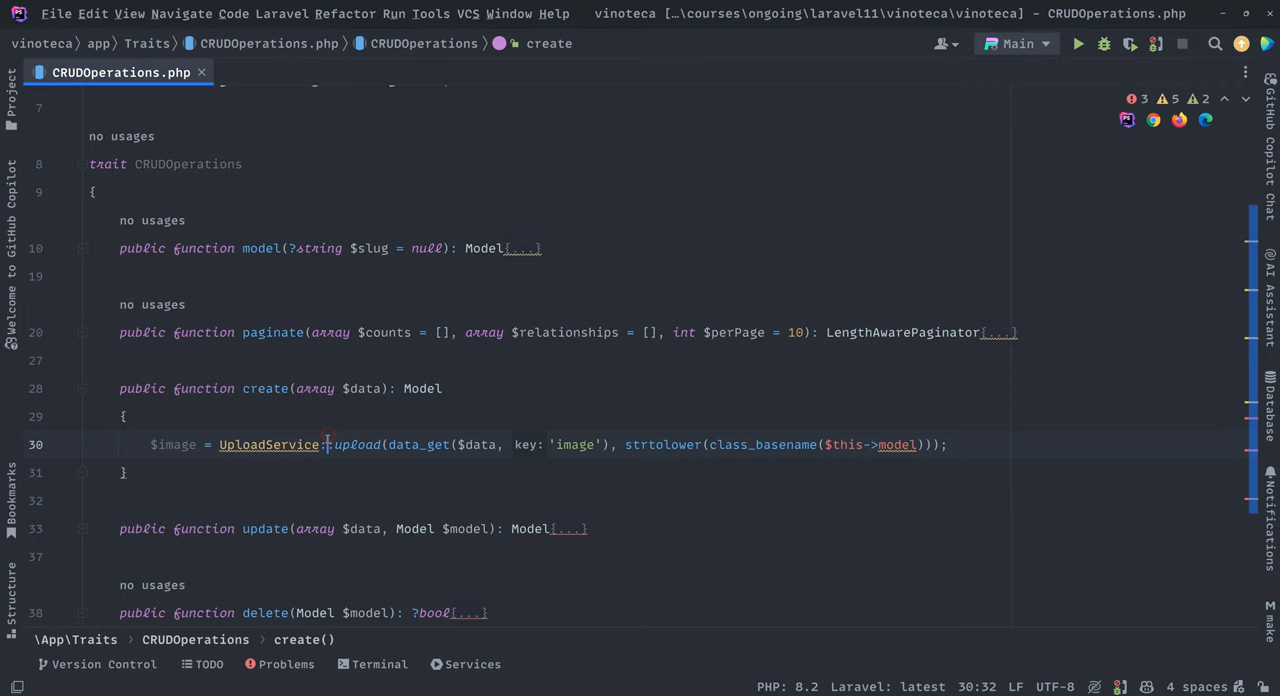 File Edit View Navigate Code Laravel Refactor Run Tools VCS Window Help vinoteca […\courses\ongoing\laravel11\vinoteca\vinoteca] – CRUDOperations.php
vinoteca 〉 app 〉 Traits 〉 CRUDOperations.php 〉 CRUDOperations 〉 create
Main
CRUDOperations.php
Project
Welcome to GitHub Copilot
Bookmarks
Structure
3 5 2
7
no usages
8 trait CRUDOperations
9 {
no usages
10 public function model(?string $slug = null): Model{...}
19
no usages
20 public function paginate(array $counts = [], array $relationships = [], int $perPage = 10): LengthAwarePaginator{...}
27
28 public function create(array $data): Model
29 {
30 $image = UploadService::upload(data_get($data, key: 'image'), strtolower(class_basename($this->model)));
31 }
32
33 public function update(array $data, Model $model): Model{...}
37
no usages
38 public function delete(Model $model): ?bool{...}
GitHub Copilot Chat
AI Assistant
Database
Notifications
make
\App\Traits › CRUDOperations › create()
Version Control TODO Problems Terminal Services
PHP: 8.2 Laravel: latest 30:32 LF UTF-8 4 spaces